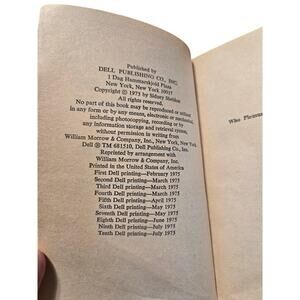 Published by
DELL PUBLISHING CO., INC.
1 Dag Hammarskjold Plaza
New York, New York 10017
Copyright © 1973 by Sidney Sheldon
All rights reserved.
No part of this book may be reproduced or utilized
in any form or by any means, electronic or mechanical,
including photocopying, recording or by
any information storage and retrieval system,
without permission in writing from
William Morrow & Company, Inc., New York, New York.
Dell ® TM 681510, Dell Publishing Co., Inc.
Reprinted by arrangement with
William Morrow & Company, Inc.
Printed in the United States of America
First Dell printing—February 1975
Second Dell printing—March 1975
Third Dell printing—March 1975
Fourth Dell printing—March 1975
Fifth Dell printing—April 1975
Sixth Dell printing—May 1975
Seventh Dell printing—May 1975
Eighth Dell printing—June 1975
Ninth Dell printing—July 1975
Tenth Dell printing—July 1975
Who